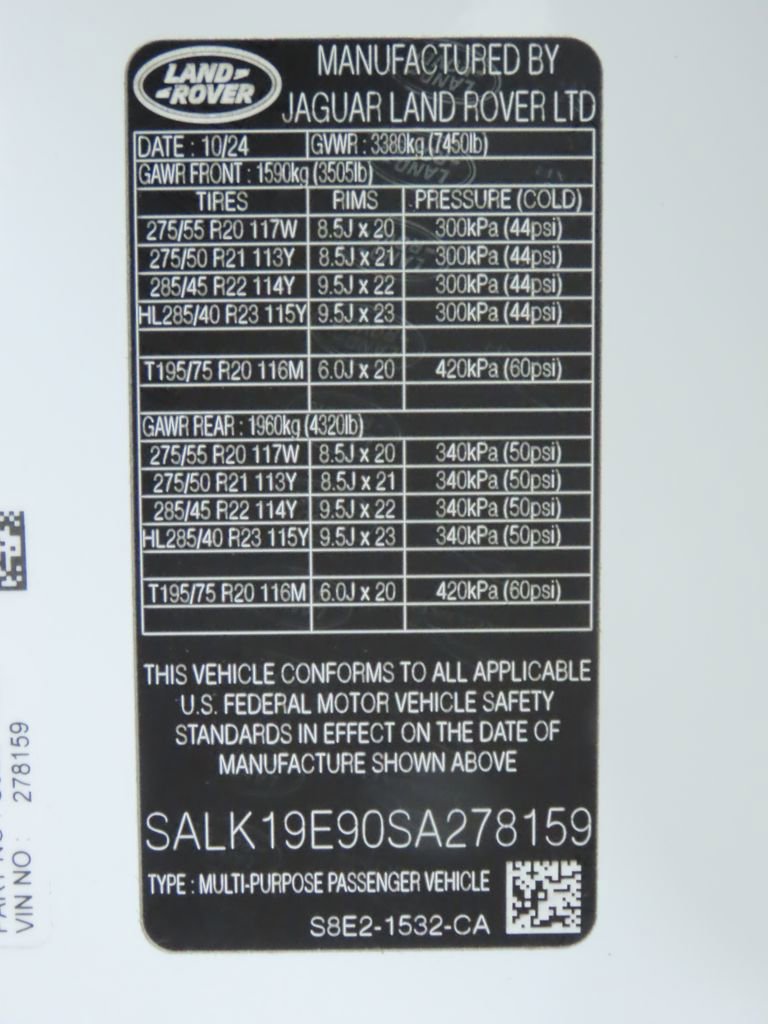 LAND-
-ROVER
MANUFACTURED BY
JAGUAR LAND ROVER LTD
DATE : 10/24 GVWR : 3380kg (7450lb)
GAWR FRONT : 1590kg (3505lb)
TIRES RIMS PRESSURE (COLD)
275/55 R20 117W 8.5J x 20 300kPa (44psi)
275/50 R21 113Y 8.5J x 21 300kPa (44psi)
285/45 R22 114Y 9.5J x 22 300kPa (44psi)
HL285/40 R23 115Y 9.5J x 23 300kPa (44psi)
T195/75 R20 116M 6.0J x 20 420kPa (60psi)
GAWR REAR : 1960kg (4320lb)
275/55 R20 117W 8.5J x 20 340kPa (50psi)
275/50 R21 113Y 8.5J x 21 340kPa (50psi)
285/45 R22 114Y 9.5J x 22 340kPa (50psi)
HL285/40 R23 115Y 9.5J x 23 340kPa (50psi)
T195/75 R20 116M 6.0J x 20 420kPa (60psi)
THIS VEHICLE CONFORMS TO ALL APPLICABLE
U.S. FEDERAL MOTOR VEHICLE SAFETY
STANDARDS IN EFFECT ON THE DATE OF
MANUFACTURE SHOWN ABOVE
SALK19E90SA278159
TYPE : MULTI-PURPOSE PASSENGER VEHICLE
S8E2-1532-CA
VIN NO : 278159